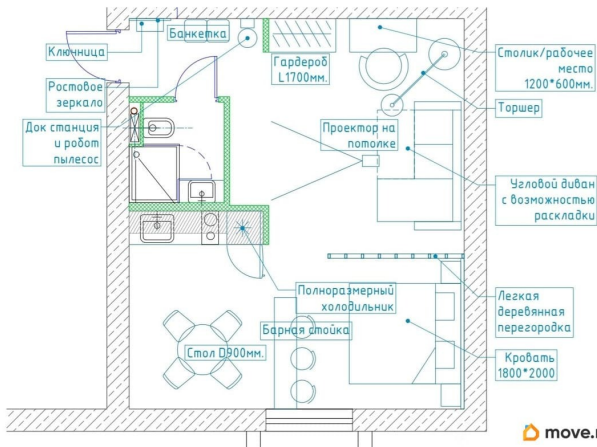 Ключница
Банкетка
Ростовое
зеркало
Док станция
и робот
пылесос
Гардероб
L1700мм.
Столик/рабочее
место
1200*600мм.
Торшер
Проектор на
потолке
Угловой диван
с возможностью
раскладки
Полноразмерный
холодильник
Легкая
деревянная
перегородка
Барная стойка
Стол D900мм.
Кровать
1800*2000
move.